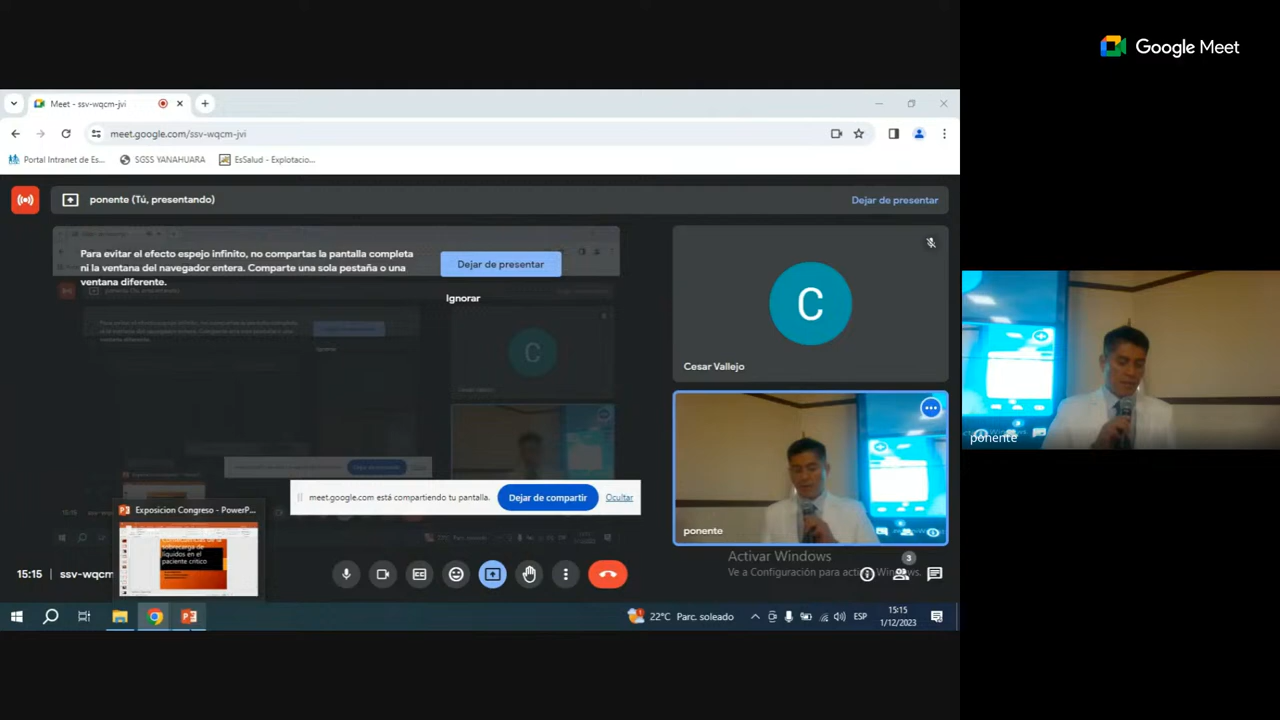 Google Meet
Meet - ssv-wqcm-jvi
meet.google.com/ssv-wqcm-jvi
Portal Intranet de Es...
SGSS YANAHUARA
EsSalud - Explotacio...
ponente (Tú, presentando)
Dejar de presentar
Para evitar el efecto espejo infinito, no compartas la pantalla completa
ni la ventana del navegador entera. Comparte una sola pestaña o una
ventana diferente.
Dejar de presentar
Ignorar
C
Cesar Vallejo
ponente
ponente
meet.google.com está compartiendo tu pantalla.
Dejar de compartir
Ocultar
Exposicion Congreso - PowerP...
sobrecarga de
líquidos en el
paciente critico
Activar Windows
Ve a Configuración para activ
Windows.
3
15:15
ssv-wqcm
22°C Parc. soleado
ESP
15:15
1/12/2023